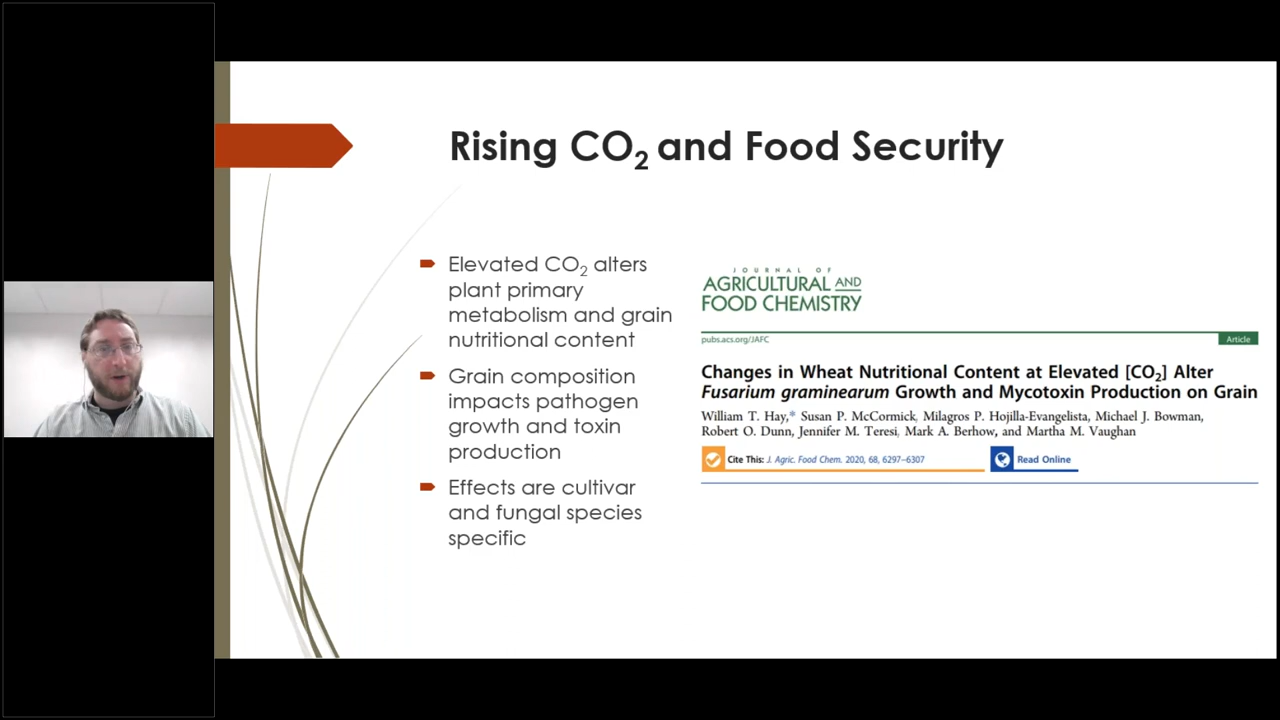 Rising CO₂ and Food Security
Elevated CO₂ alters
plant primary
metabolism and grain
nutritional content
Grain composition
impacts pathogen
growth and toxin
production
Effects are cultivar
and fungal species
specific
JOURNAL OF
AGRICULTURAL AND
FOOD CHEMISTRY
pubs.acs.org/JAFC
Article
Changes in Wheat Nutritional Content at Elevated [CO₂] Alter
Fusarium graminearum Growth and Mycotoxin Production on Grain
William T. Hay,* Susan P. McCormick, Milagros P. Hojilla-Evangelista, Michael J. Bowman,
Robert O. Dunn, Jennifer M. Teresi, Mark A. Berhow, and Martha M. Vaughan
Cite This: J. Agric. Food Chem. 2020, 68, 6297–6307
Read Online